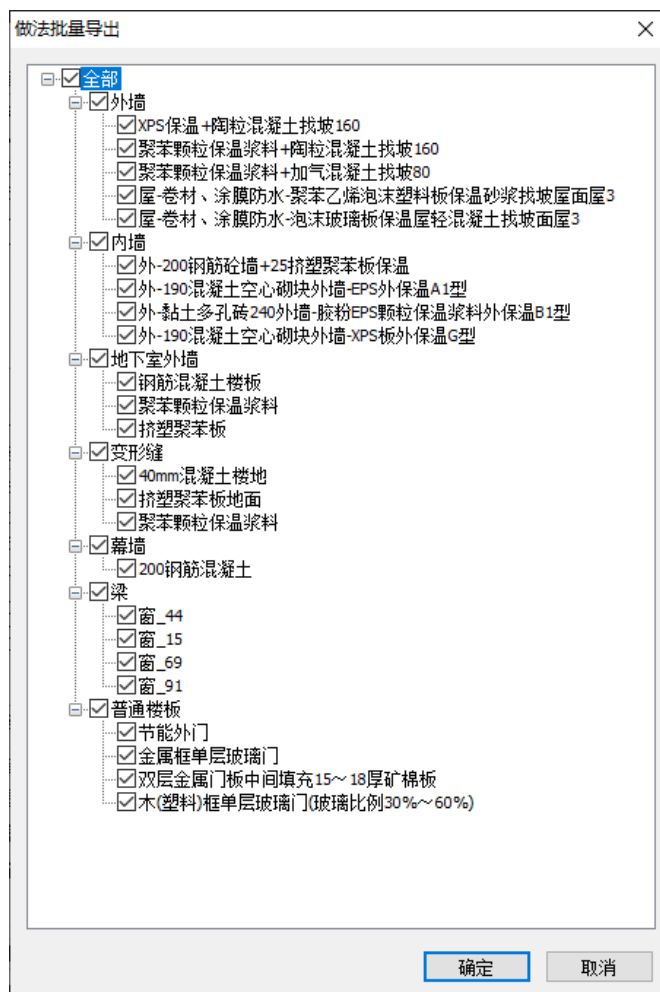 做法批量导出
全部
外墙
XPS保温+陶粒混凝土找坡160
聚苯颗粒保温浆料+陶粒混凝土找坡160
聚苯颗粒保温浆料+加气混凝土找坡80
屋-卷材、涂膜防水-聚苯乙烯泡沫塑料板保温砂浆找坡屋面屋3
屋-卷材、涂膜防水-泡沫玻璃板保温屋轻混凝土找坡面屋3
内墙
外-200钢筋砼墙+25挤塑聚苯板保温
外-190混凝土空心砌块外墙-EPS外保温A1型
外-黏土多孔砖240外墙-胶粉EPS颗粒保温浆料外保温B1型
外-190混凝土空心砌块外墙-XPS板外保温G型
地下室外墙
钢筋混凝土楼板
聚苯颗粒保温浆料
挤塑聚苯板
变形缝
40mm混凝土楼地
挤塑聚苯板地面
聚苯颗粒保温浆料
幕墙
200钢筋混凝土
梁
窗_44
窗_15
窗_69
窗_91
普通楼板
节能外门
金属框单层玻璃门
双层金属门板中间填充15～18厚矿棉板
木(塑料)框单层玻璃门(玻璃比例30%～60%)
确定
取消